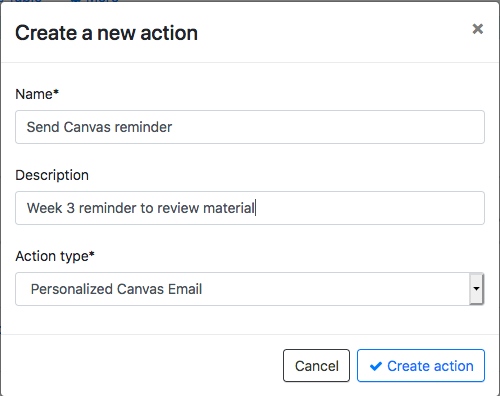 Create a new action
×
Name*
Send Canvas reminder
Description
Week 3 reminder to review material
Action type*
Personalized Canvas Email
Cancel
Create action